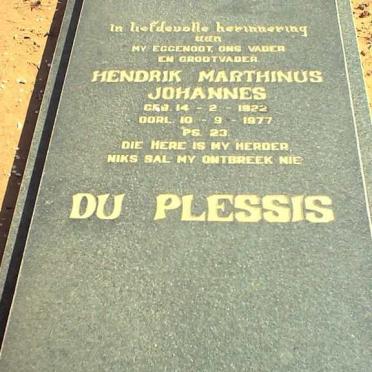 In liefdevolle herinnering
aan
MY EGGENOOT, ONS VADER
EN GROOTVADER
HENDRIK MARTHINUS
JOHANNES
GEB. 14 - 2 - 1922
OORL. 10 - 9 - 1977
PS. 23
DIE HERE IS MY HERDER,
NIKS SAL MY ONTBREEK NIE
DU PLESSIS